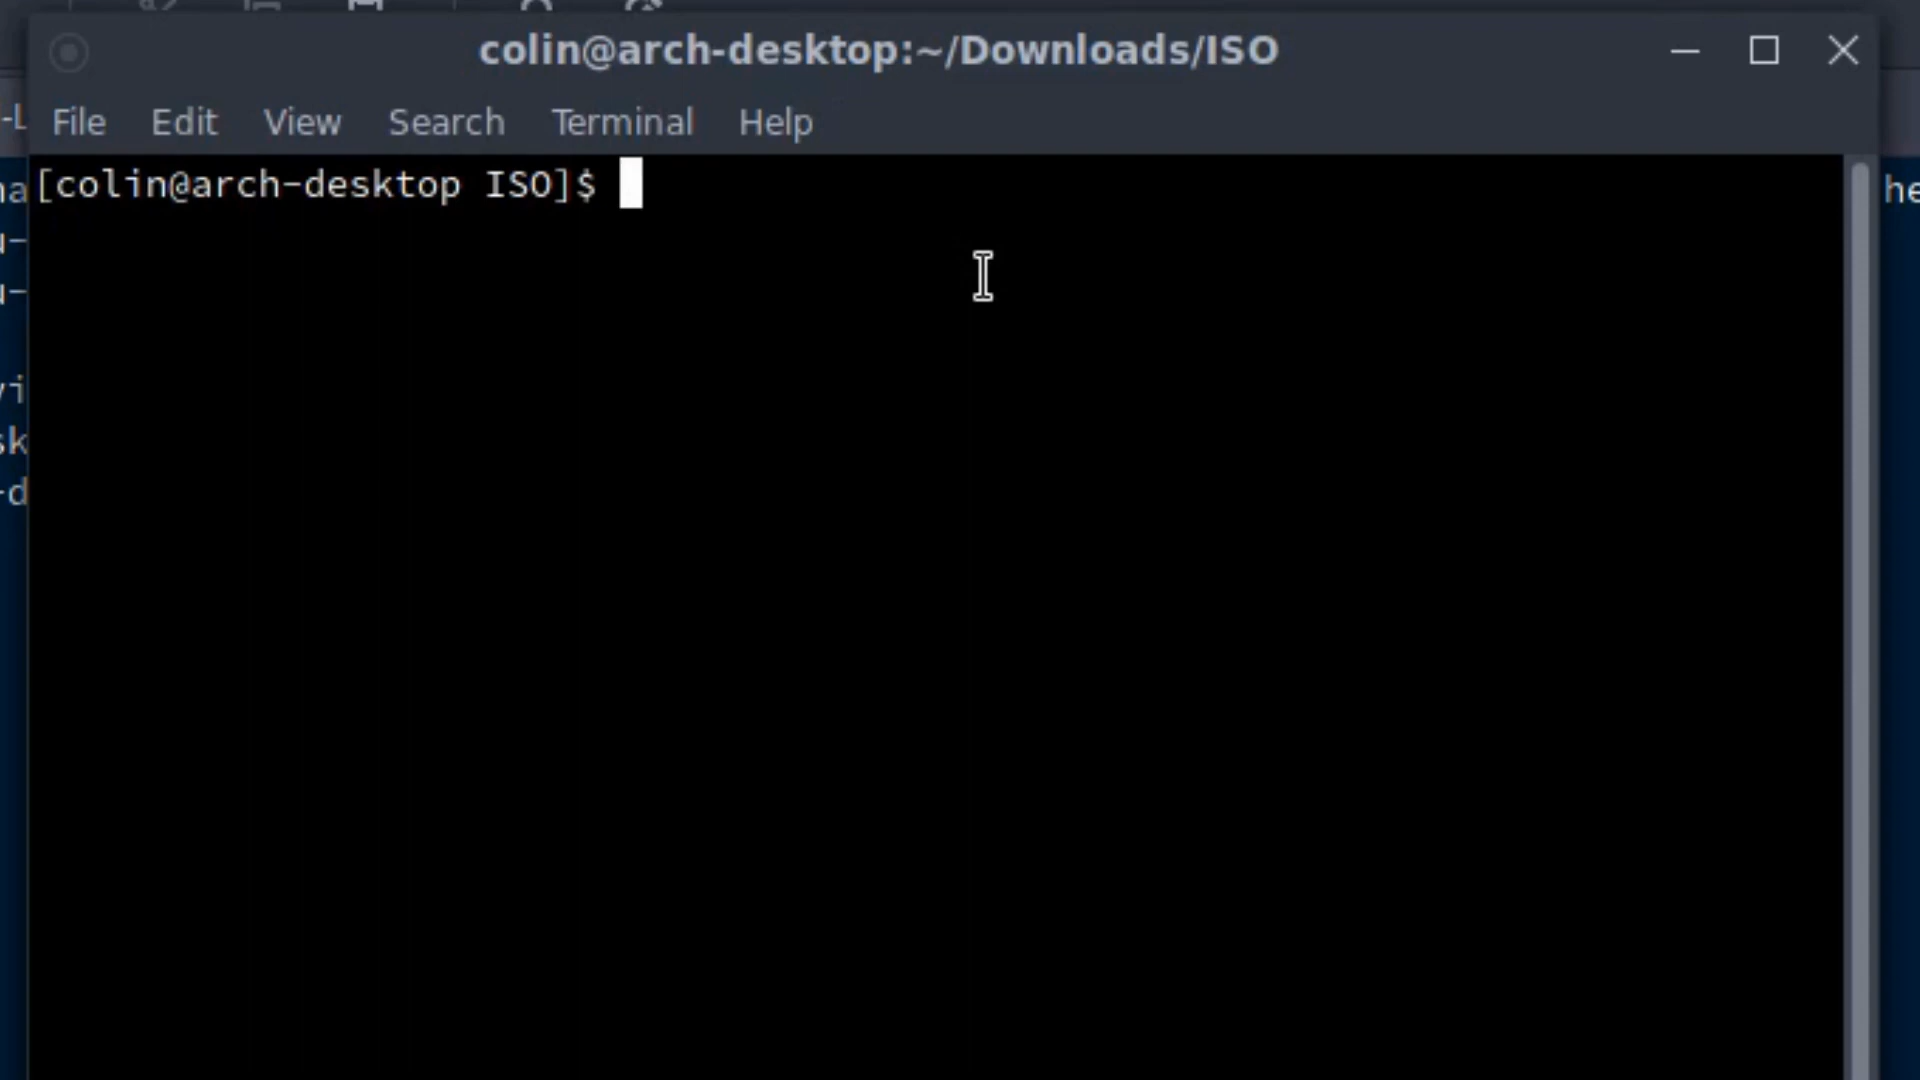 colin@arch-desktop:~/Downloads/ISO
File Edit View Search Terminal Help
[colin@arch-desktop ISO]$